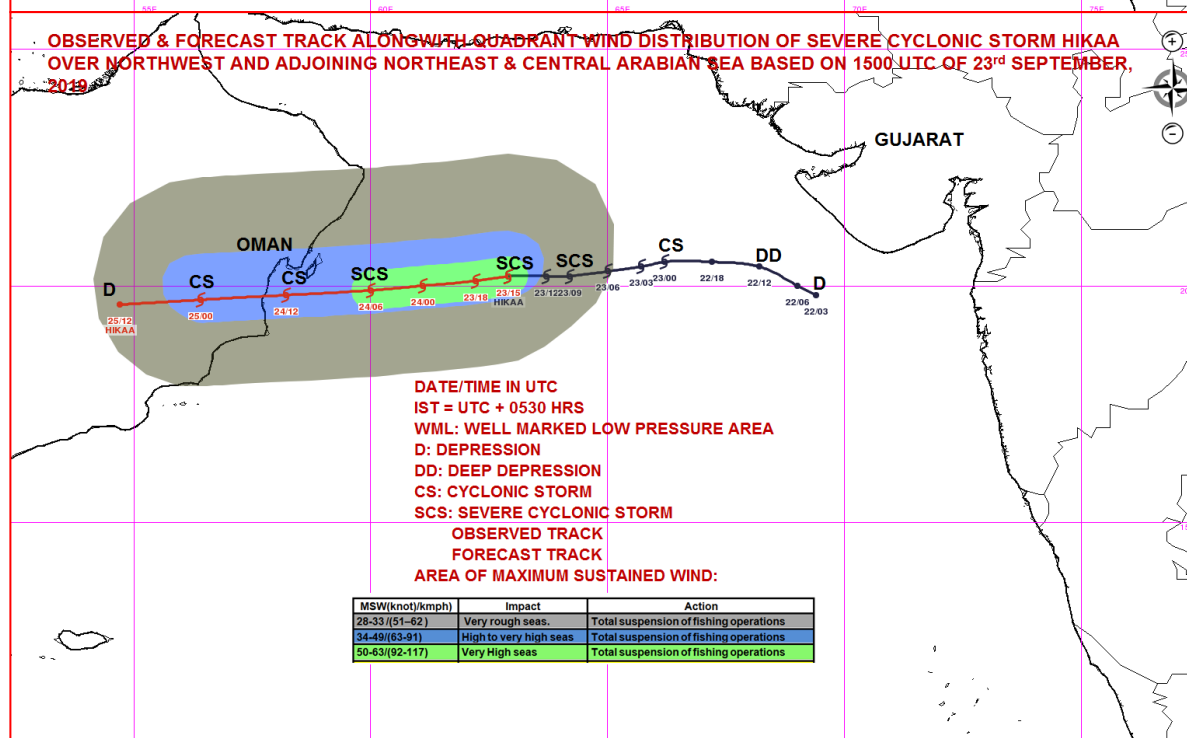 55E 60E 65E 70E 75E
OBSERVED & FORECAST TRACK ALONGWITH QUADRANT WIND DISTRIBUTION OF SEVERE CYCLONIC STORM HIKAA
OVER NORTHWEST AND ADJOINING NORTHEAST & CENTRAL ARABIAN SEA BASED ON 1500 UTC OF 23rd SEPTEMBER,
2019
GUJARAT
OMAN
D
CS
CS
SCS
SCS
SCS
CS
DD
D
25/12
HIKAA
25/00
24/12
24/06
24/00
23/18
23/15
HIKAA
23/12
23/09
23/06
23/03
23/00
22/18
22/12
22/06
22/03
DATE/TIME IN UTC
IST = UTC + 0530 HRS
WML: WELL MARKED LOW PRESSURE AREA
D: DEPRESSION
DD: DEEP DEPRESSION
CS: CYCLONIC STORM
SCS: SEVERE CYCLONIC STORM
OBSERVED TRACK
FORECAST TRACK
AREA OF MAXIMUM SUSTAINED WIND:
MSW(knot)/kmph) Impact Action
28-33/(51–62) Very rough seas. Total suspension of fishing operations
34-49/(63-91) High to very high seas Total suspension of fishing operations
50-63/(92-117) Very High seas Total suspension of fishing operations